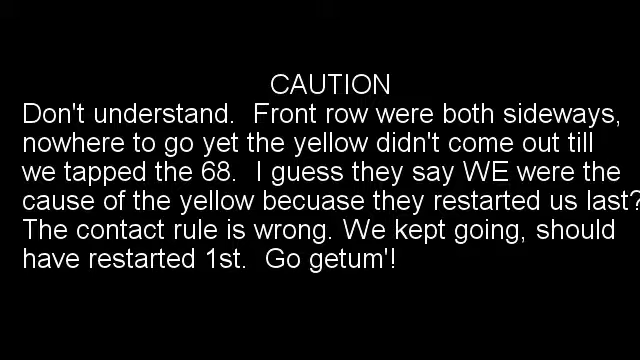 CAUTION
Don't understand.  Front row were both sideways,
nowhere to go yet the yellow didn't come out till
we tapped the 68.  I guess they say WE were the
cause of the yellow becuase they restarted us last?
The contact rule is wrong. We kept going, should
have restarted 1st.  Go getum'!